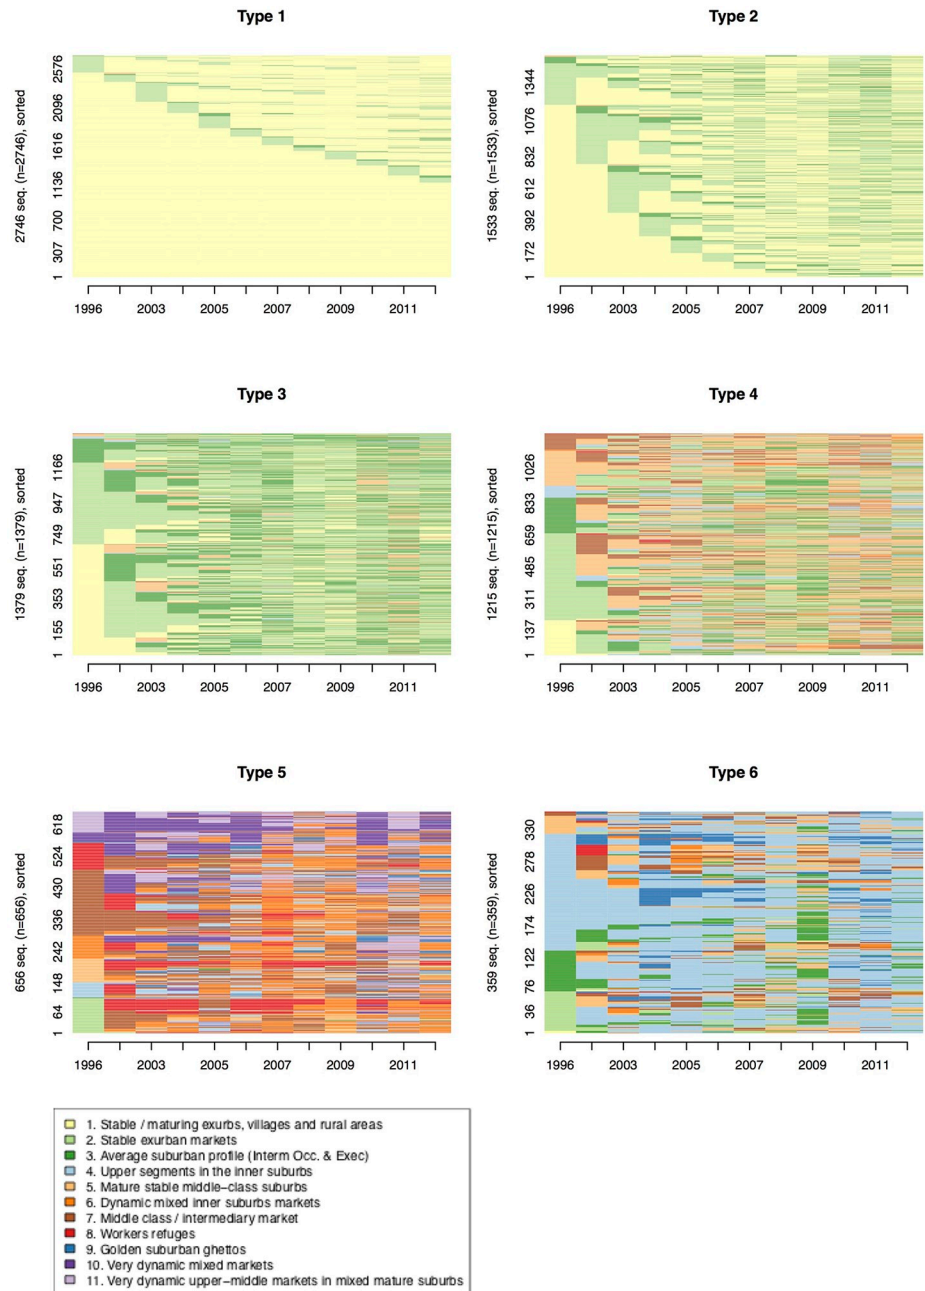 Type 1
Type 2
2746 seq. (n=2746), sorted
1 307 700 1136 1616 2096 2576
1996 2003 2005 2007 2009 2011
1533 seq. (n=1533), sorted
1 172 392 612 832 1076 1344
1996 2003 2005 2007 2009 2011
Type 3
Type 4
1379 seq. (n=1379), sorted
1 155 353 551 749 947 1166
1996 2003 2005 2007 2009 2011
1215 seq. (n=1215), sorted
1 137 311 485 659 833 1026
1996 2003 2005 2007 2009 2011
Type 5
Type 6
656 seq. (n=656), sorted
1 64 148 242 336 430 524 618
1996 2003 2005 2007 2009 2011
359 seq. (n=359), sorted
1 36 76 122 174 226 278 330
1996 2003 2005 2007 2009 2011
1. Stable / maturing exurbs, villages and rural areas
2. Stable exurban markets
3. Average suburban profile (Interm Occ. & Exec)
4. Upper segments in the inner suburbs
5. Mature stable middle-class suburbs
6. Dynamic mixed inner suburbs markets
7. Middle class / intermediary market
8. Workers refuges
9. Golden suburban ghettos
10. Very dynamic mixed markets
11. Very dynamic upper-middle markets in mixed mature suburbs